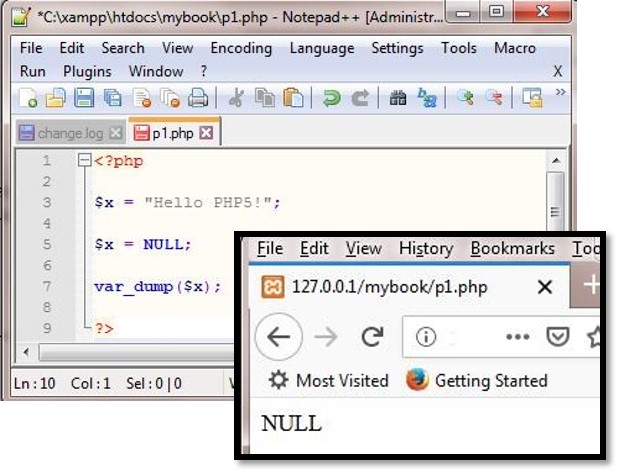 *C:\xampp\htdocs\mybook\p1.php - Notepad++ [Administr...
File Edit Search View Encoding Language Settings Tools Macro
Run Plugins Window ? X
»
change.log p1.php
1 <?php
2
3 $x = "Hello PHP5!";
4
5 $x = NULL;
6
7 var_dump($x);
8
9 ?>
Ln:10 Col:1 Sel:0|0
File Edit View History Bookmarks
127.0.0.1/mybook/p1.php
Most Visited Getting Started
NULL